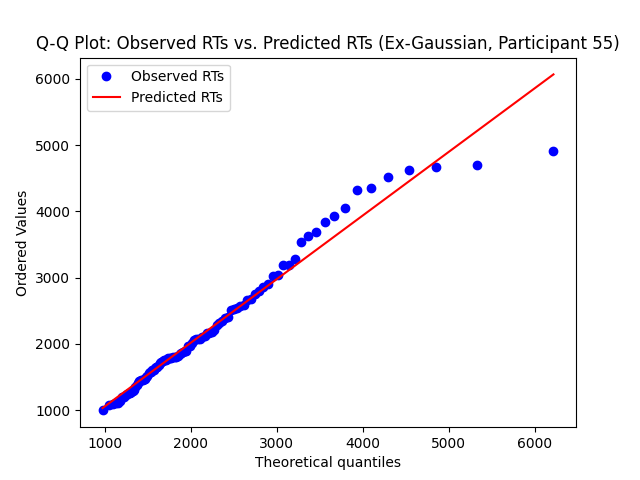 Q-Q Plot: Observed RTs vs. Predicted RTs (Ex-Gaussian, Participant 55)
Observed RTs
Predicted RTs
6000
5000
4000
3000
2000
1000
Ordered Values
1000 2000 3000 4000 5000 6000
Theoretical quantiles